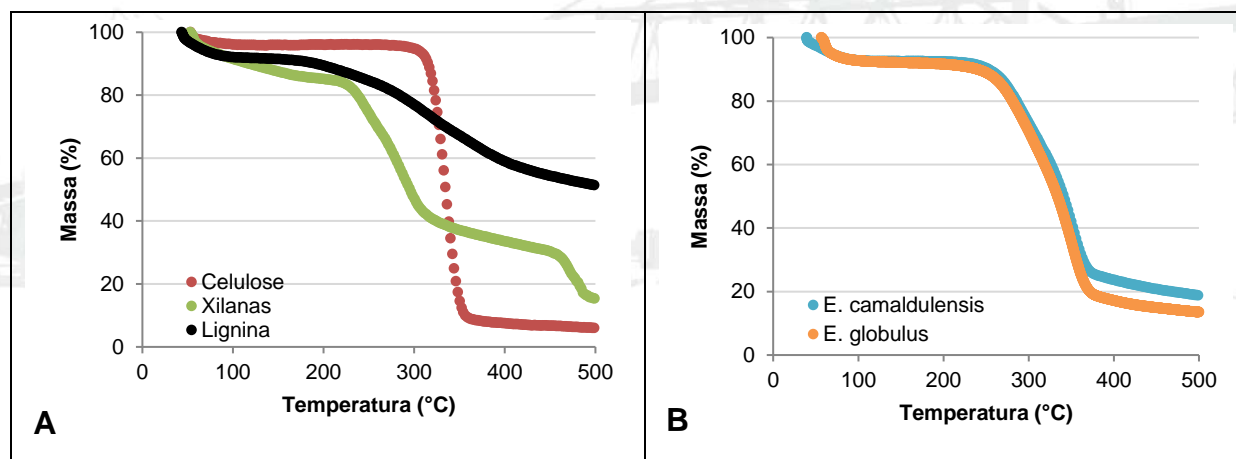 100
80
60
40
20
0
Massa (%)
Celulose
Xilanas
Lignina
0 100 200 300 400 500
Temperatura (°C)
A
100
80
60
40
20
0
Massa (%)
E. camaldulensis
E. globulus
0 100 200 300 400 500
Temperatura (°C)
B